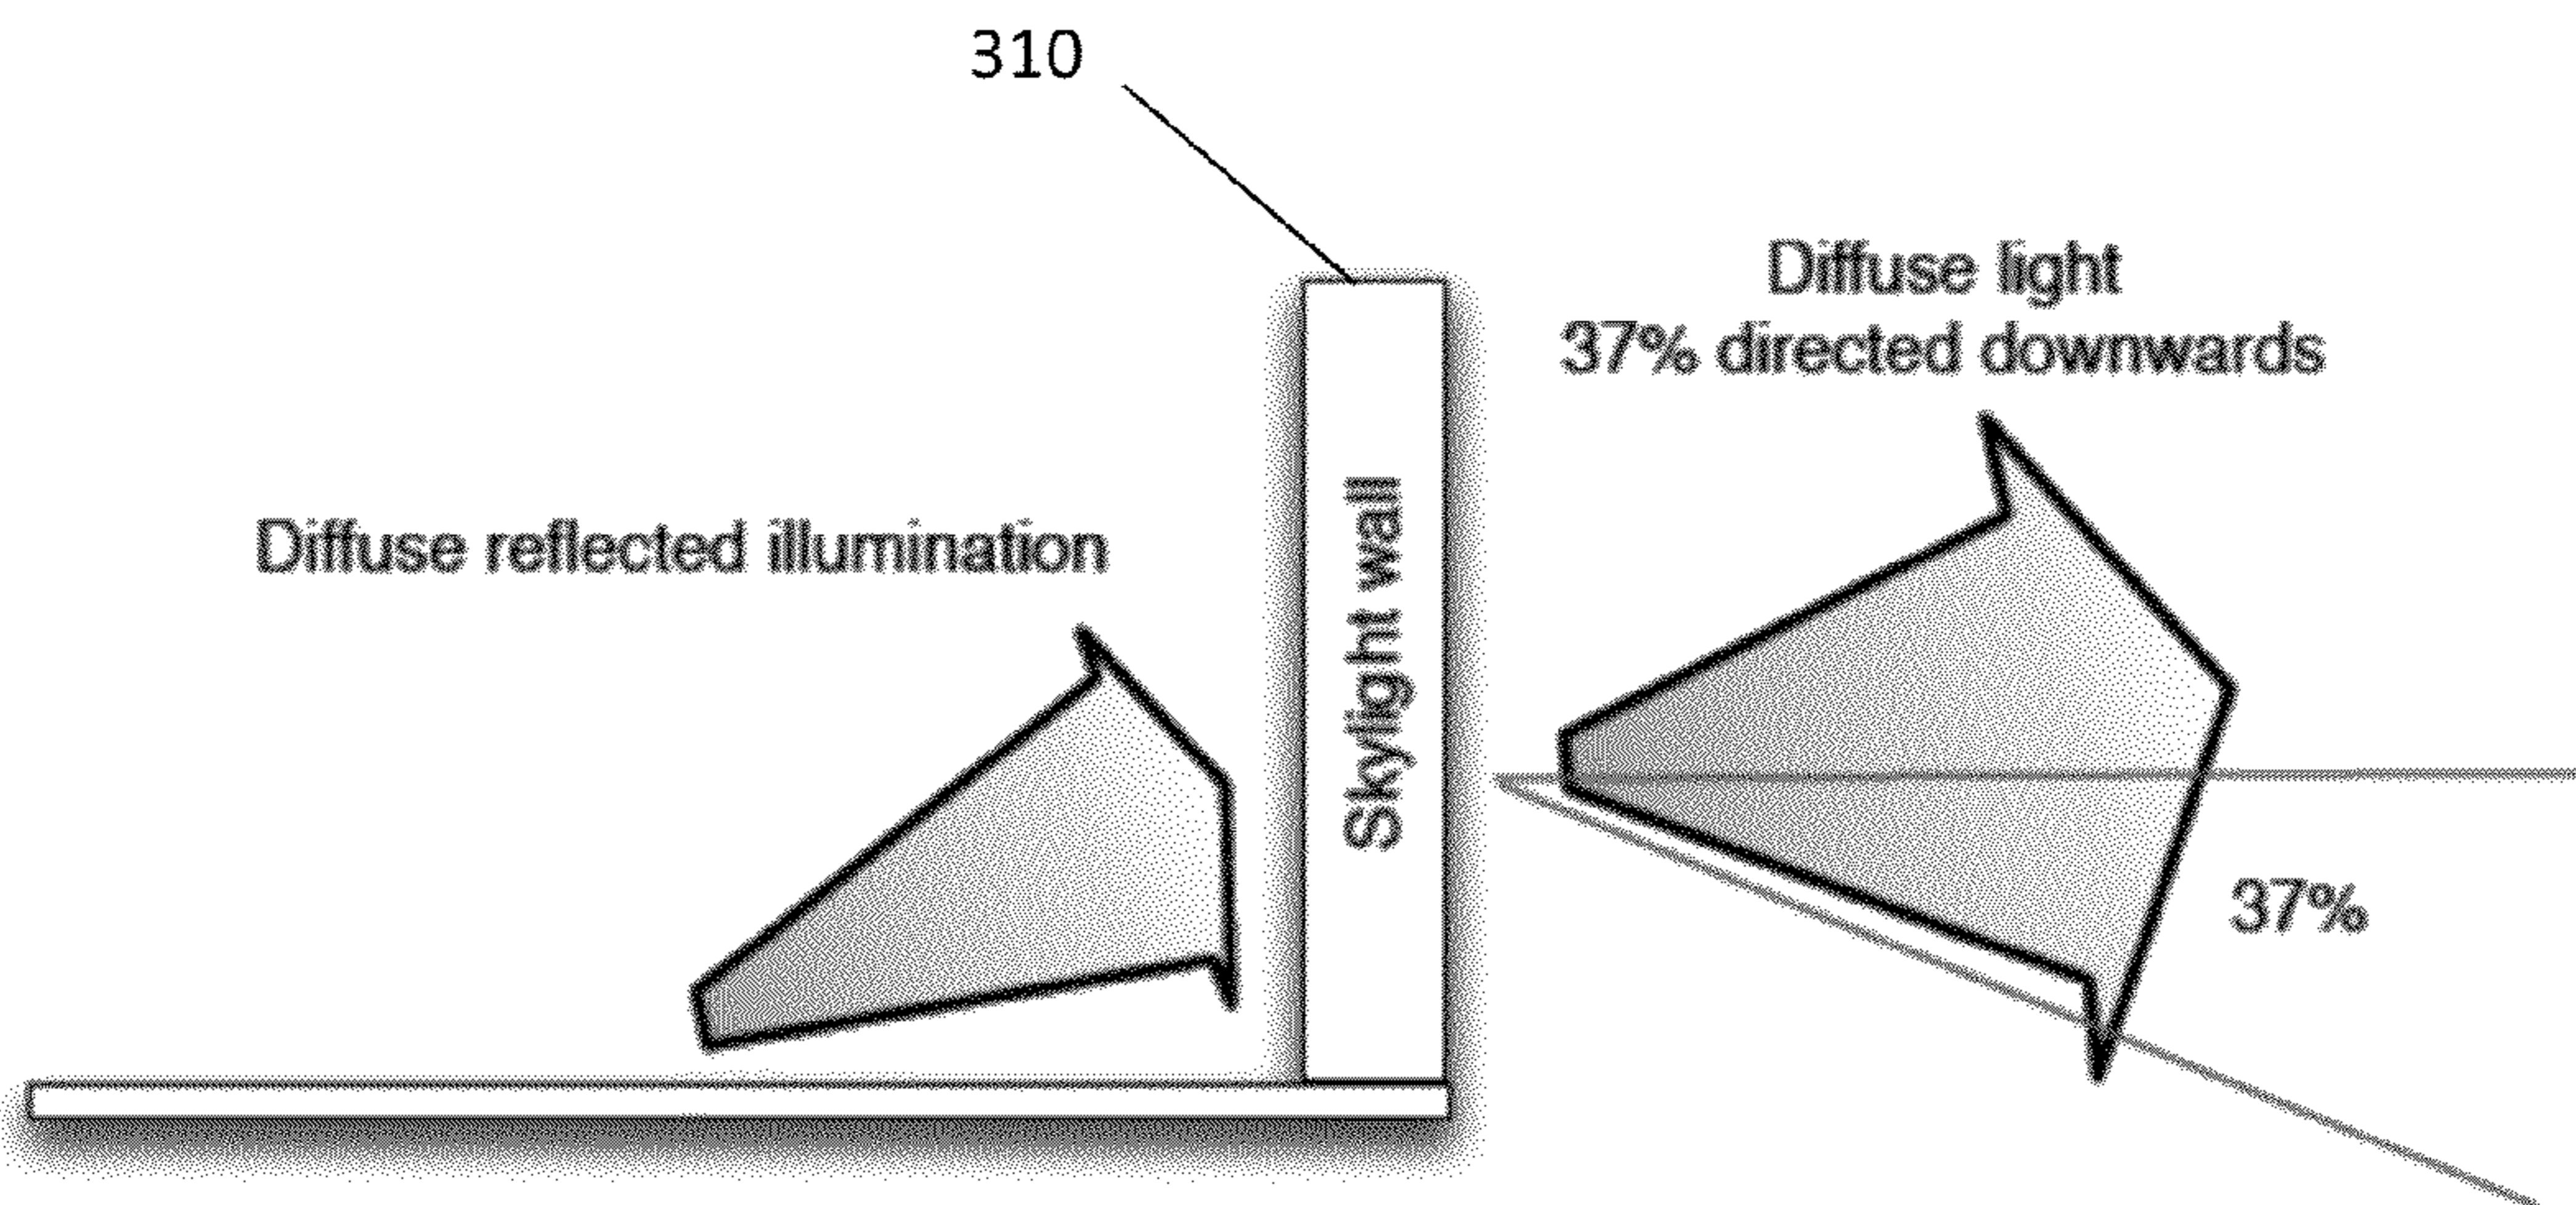 310
Diffuse light
37% directed downwards
Diffuse reflected illumination
Skylight wall
37%